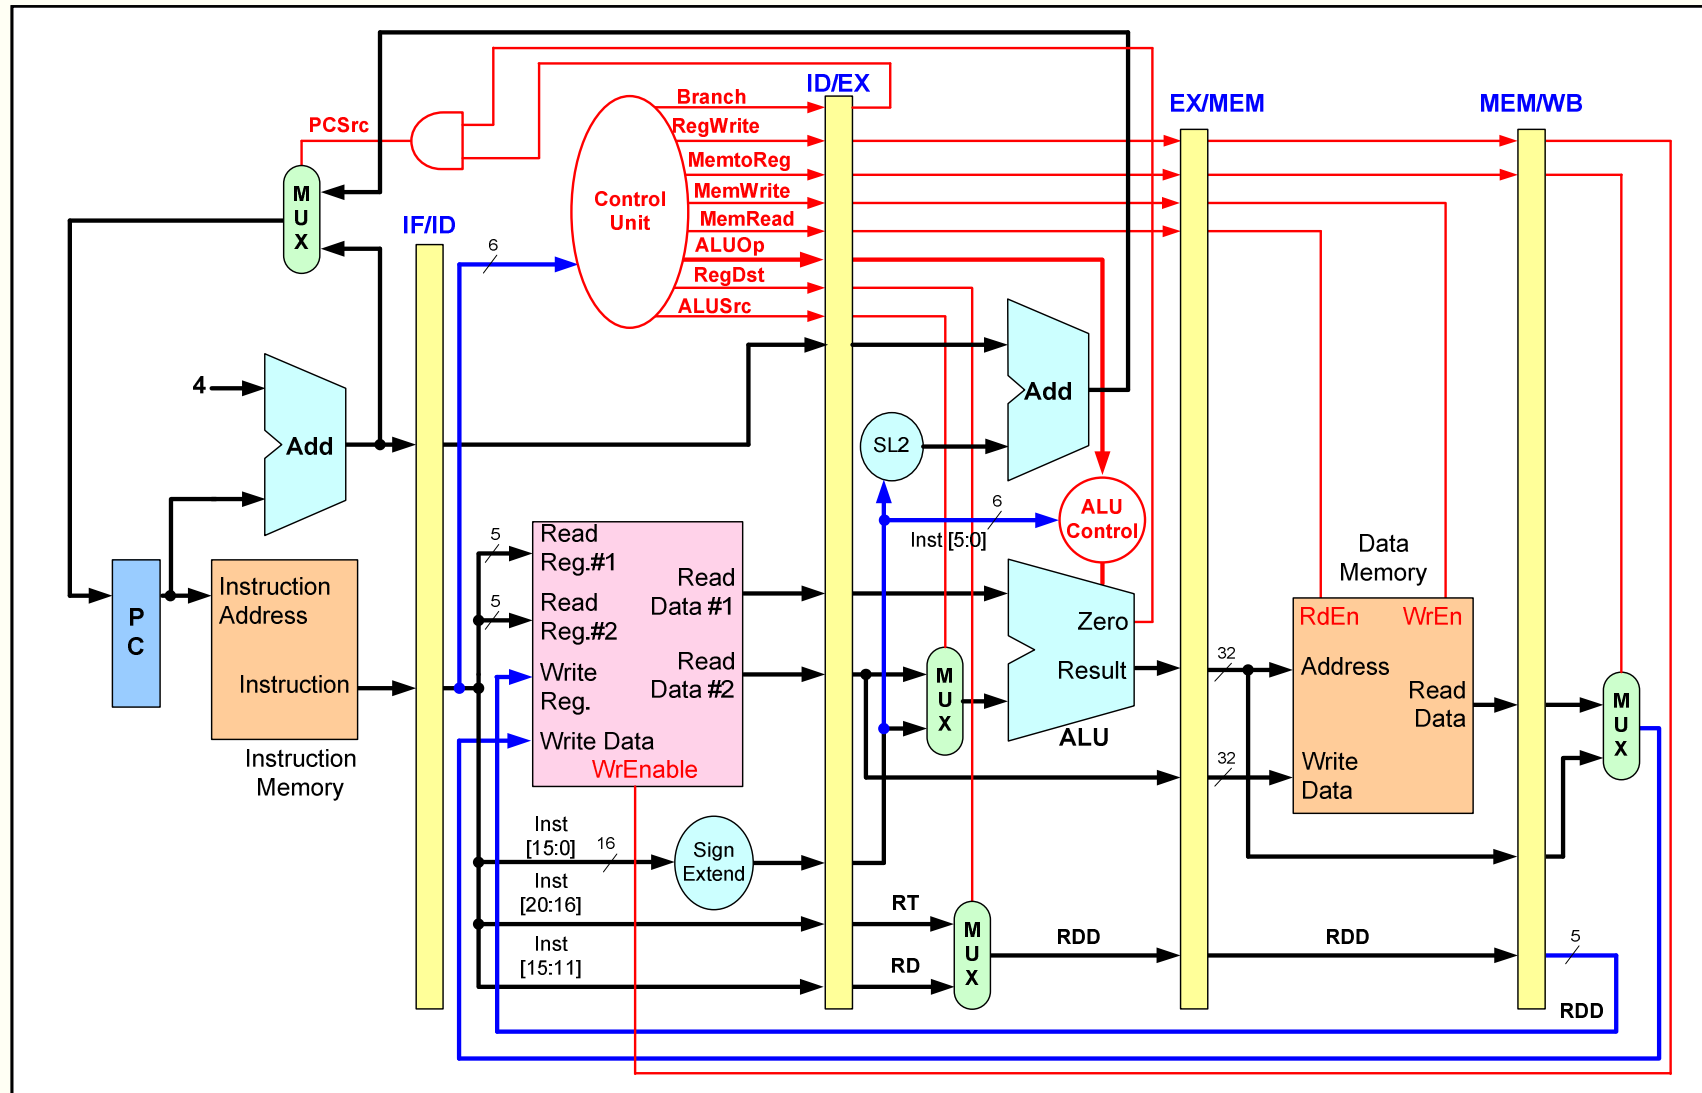 ID/EX
EX/MEM
MEM/WB
IF/ID
PCSrc
Branch
RegWrite
MemtoReg
MemWrite
MemRead
ALUOp
RegDst
ALUSrc
Control
Unit
M
U
X
6
4
Add
Add
SL2
6
Inst [5:0]
ALU
Control
P
C
Instruction
Address
Instruction
Instruction
Memory
5
Read
Reg.#1
5
Read
Reg.#2
Write
Reg.
Write Data
WrEnable
Read
Data #1
Read
Data #2
M
U
X
Zero
Result
ALU
Data
Memory
RdEn
WrEn
32
Address
Read
Data
32
Write
Data
M
U
X
Inst
[15:0]
16
Sign
Extend
Inst
[20:16]
RT
Inst
[15:11]
RD
M
U
X
RDD
RDD
5
RDD